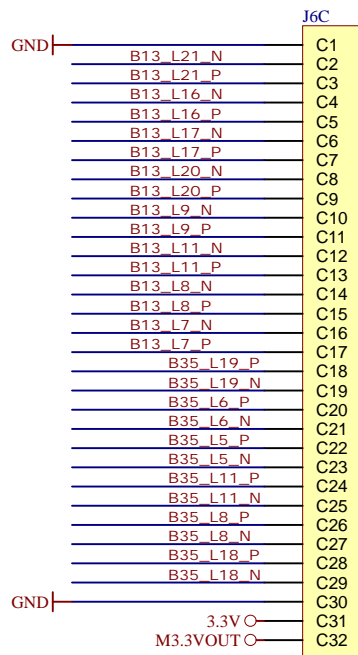 J6C
GND C1
B13_L21_N C2
B13_L21_P C3
B13_L16_N C4
B13_L16_P C5
B13_L17_N C6
B13_L17_P C7
B13_L20_N C8
B13_L20_P C9
B13_L9_N C10
B13_L9_P C11
B13_L11_N C12
B13_L11_P C13
B13_L8_N C14
B13_L8_P C15
B13_L7_N C16
B13_L7_P C17
B35_L19_P C18
B35_L19_N C19
B35_L6_P C20
B35_L6_N C21
B35_L5_P C22
B35_L5_N C23
B35_L11_P C24
B35_L11_N C25
B35_L8_P C26
B35_L8_N C27
B35_L18_P C28
B35_L18_N C29
GND C30
3.3V C31
M3.3VOUT C32